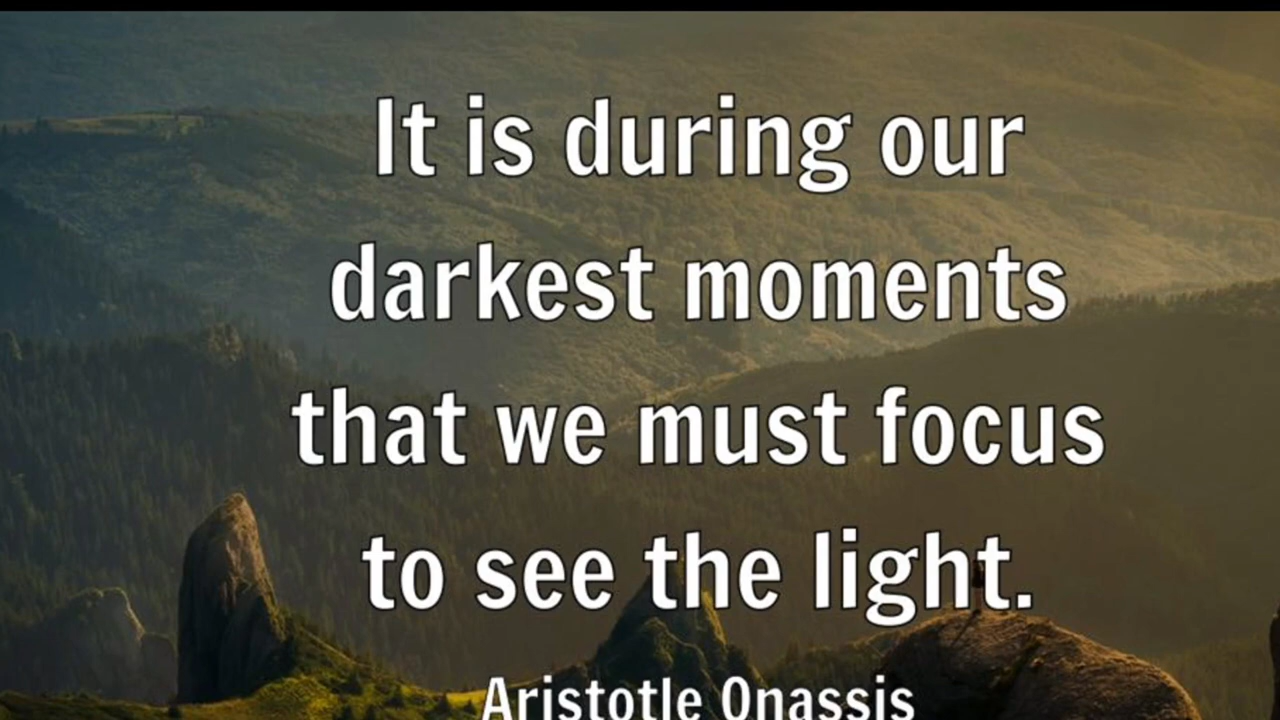 It is during our
darkest moments
that we must focus
to see the light.
Aristotle Onassis